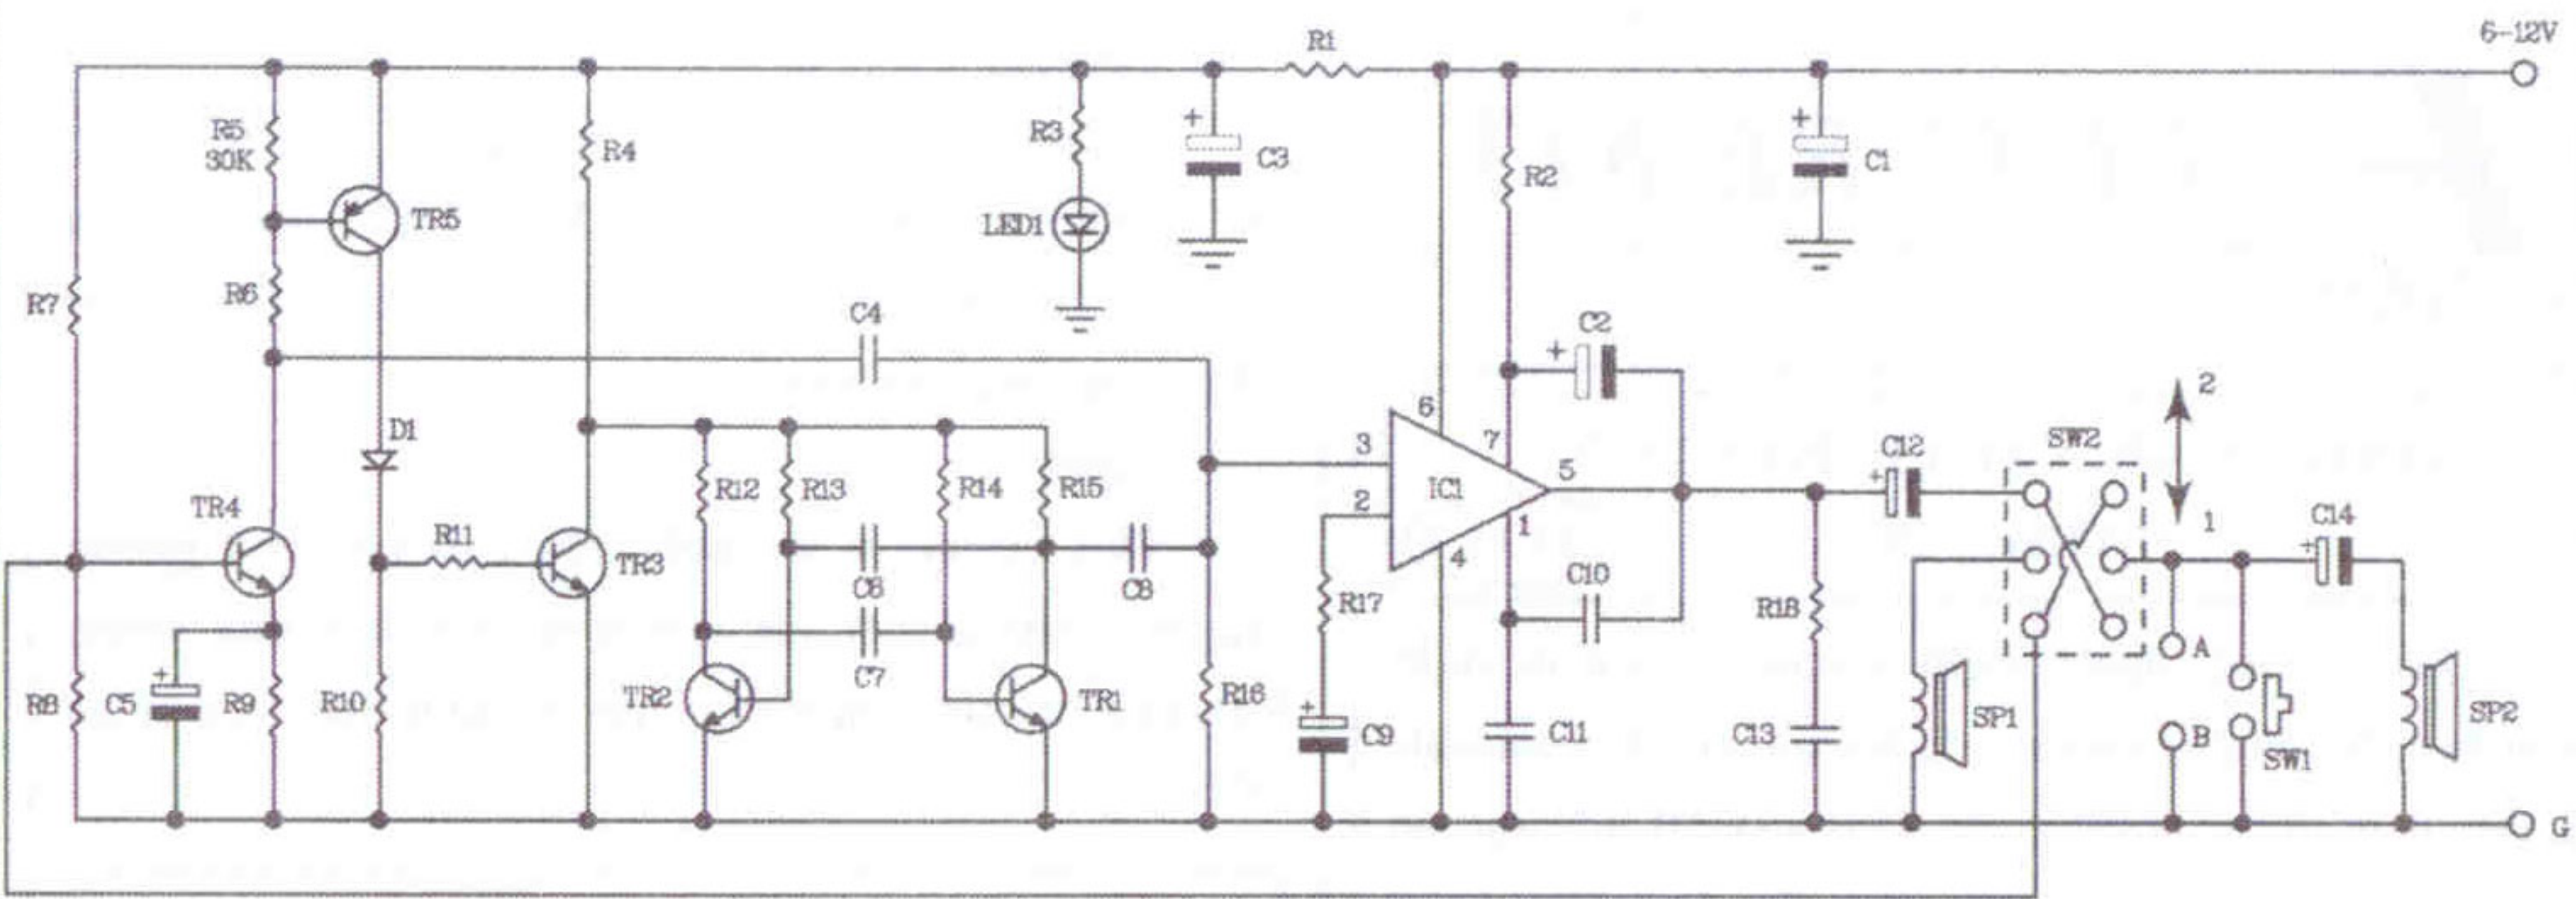 R1
6-12V
R5
30K
R4
R3
C3
C1
R2
TR5
LED1
R6
R7
C4
C2
+
+
+
2
6
7
3
D1
C12
SW2
5
TR4
R12
R13
R14
R15
IC1
+
2
1
1
C14
R11
TR3
4
+
C6
C8
C10
R17
R18
A
C7
+
C5
R8
R9
R10
TR2
TR1
R16
+
C9
C11
C13
SP1
B
SW1
SP2
G